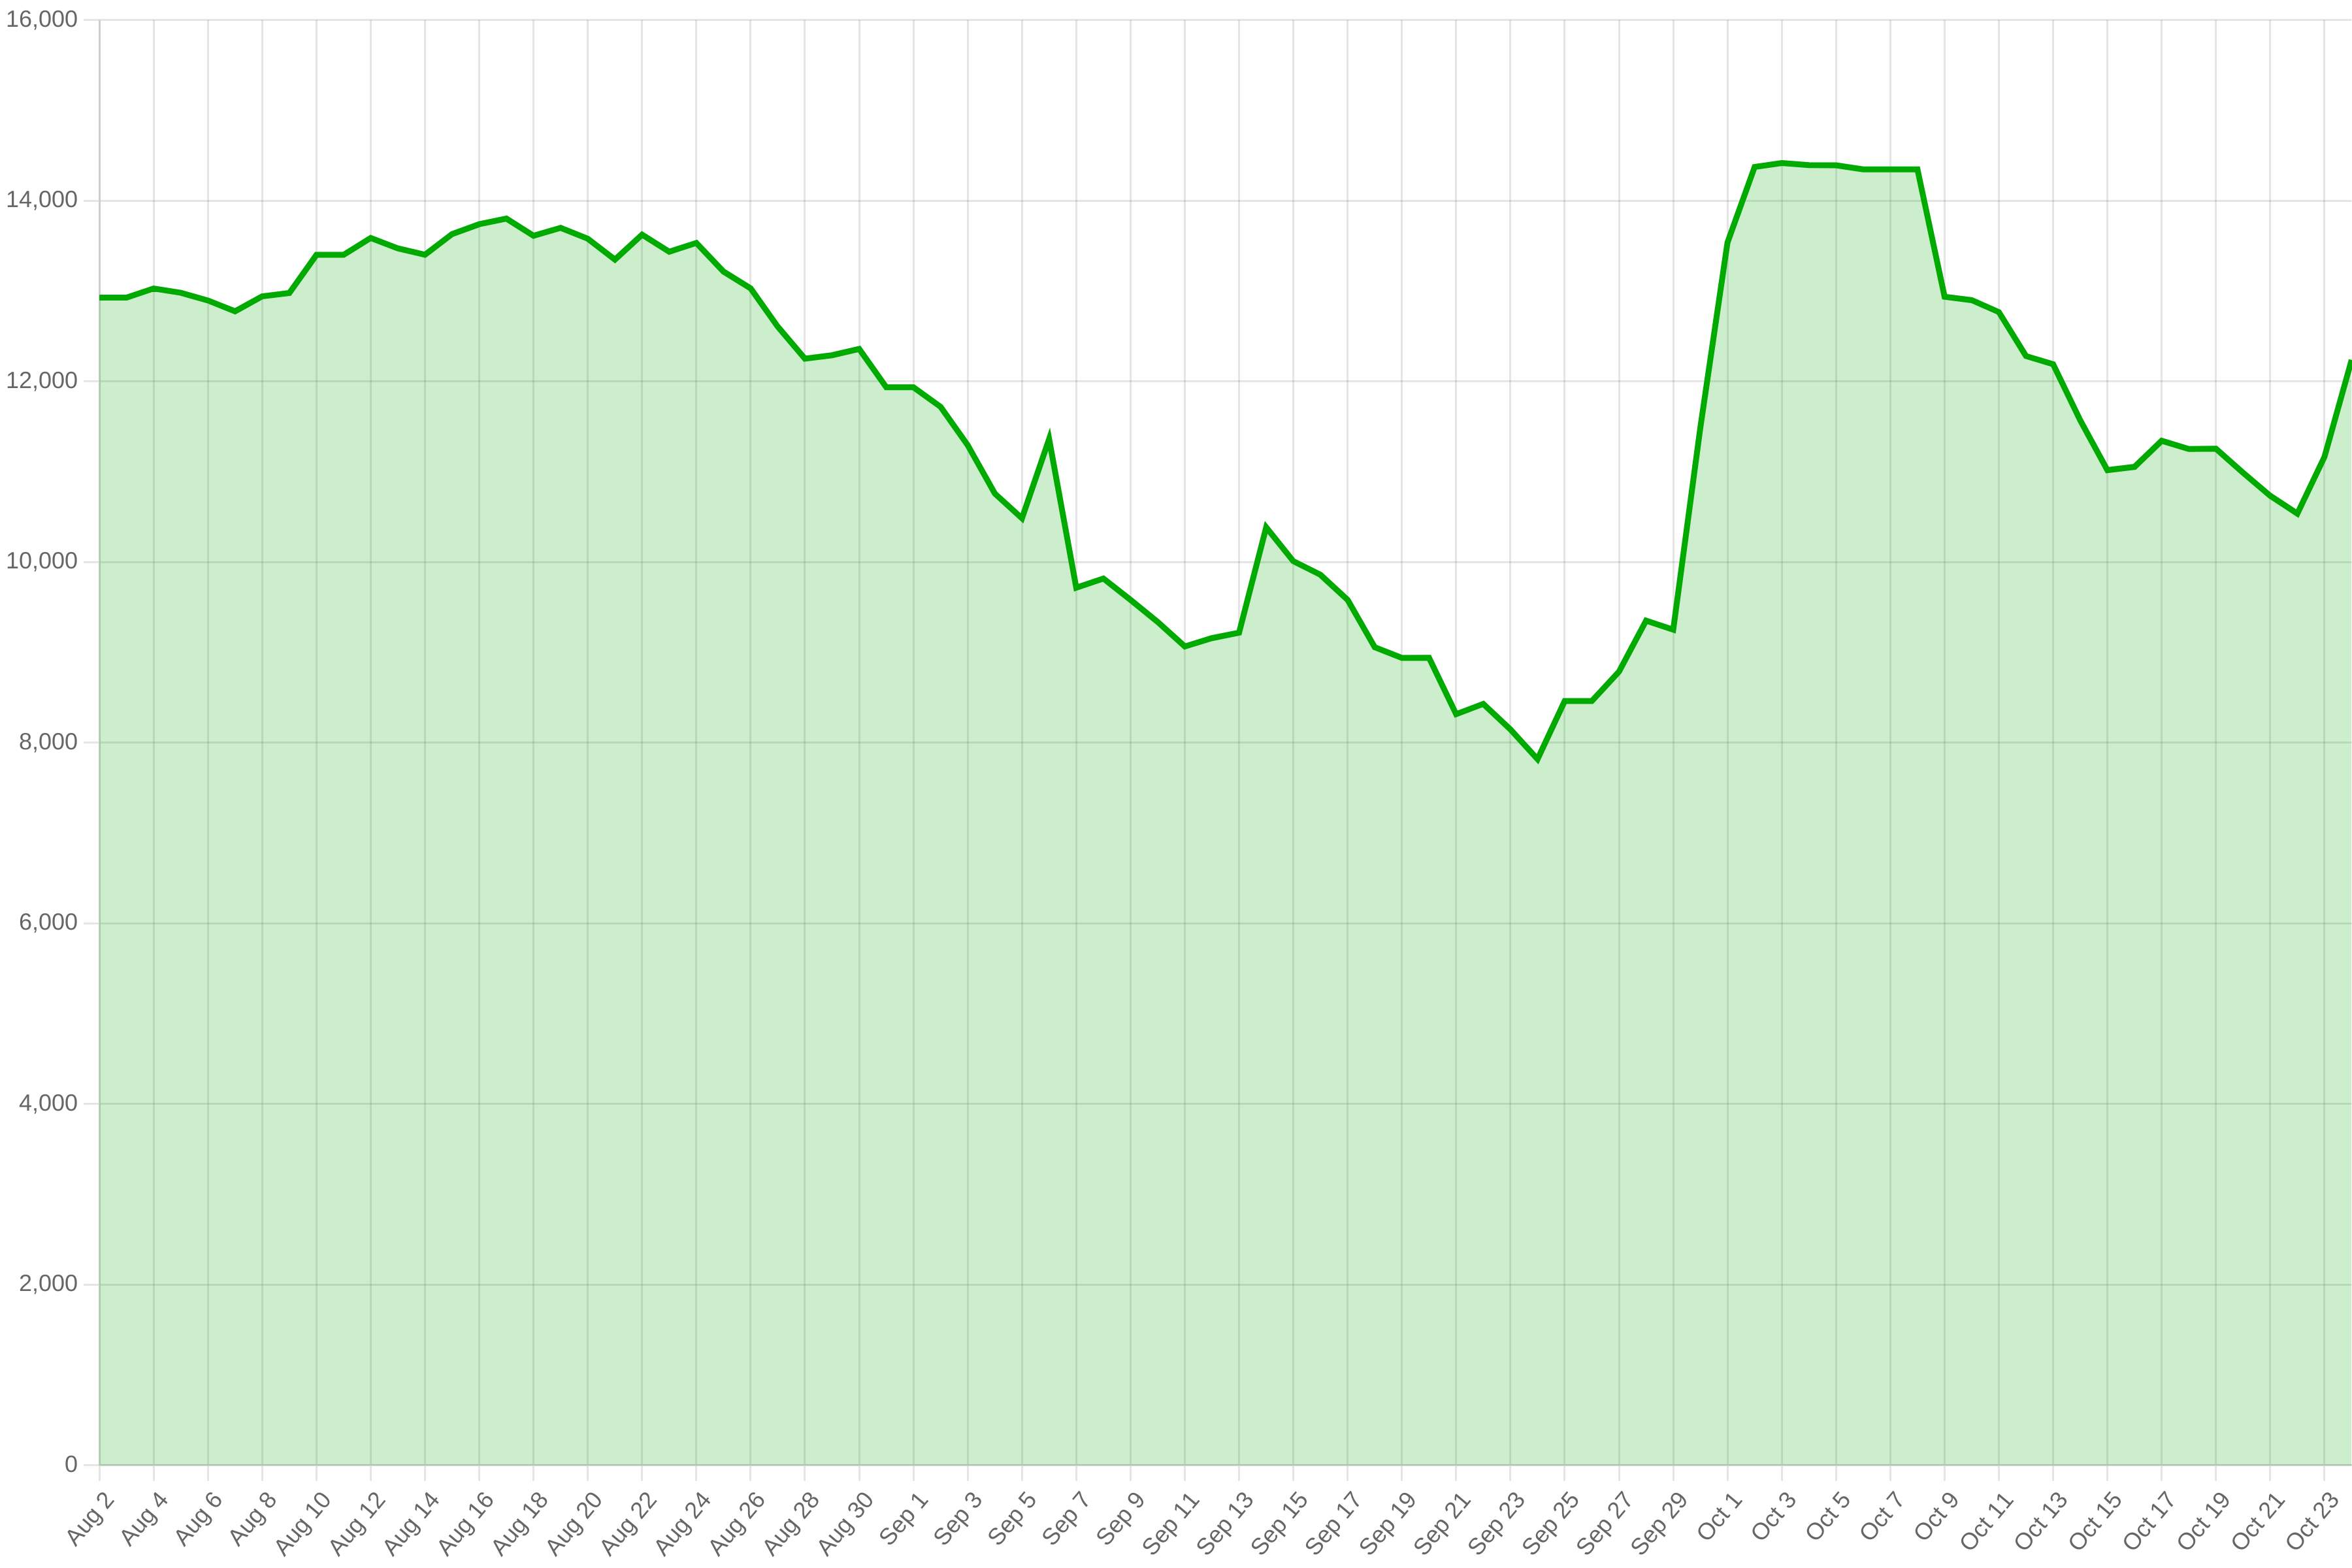 16,000
14,000
12,000
10,000
8,000
6,000
4,000
2,000
0
Aug 2
Aug 4
Aug 6
Aug 8
Aug 10
Aug 12
Aug 14
Aug 16
Aug 18
Aug 20
Aug 22
Aug 24
Aug 26
Aug 28
Aug 30
Sep 1
Sep 3
Sep 5
Sep 7
Sep 9
Sep 11
Sep 13
Sep 15
Sep 17
Sep 19
Sep 21
Sep 23
Sep 25
Sep 27
Sep 29
Oct 1
Oct 3
Oct 5
Oct 7
Oct 9
Oct 11
Oct 13
Oct 15
Oct 17
Oct 19
Oct 21
Oct 23